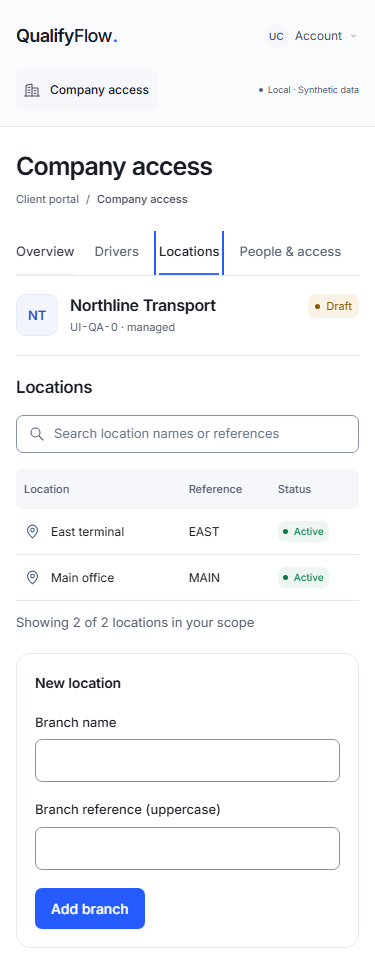 QualifyFlow.
UC Account
Company access
Local · Synthetic data
Company access
Client portal / Company access
Overview Drivers Locations People & access
NT
Northline Transport
UI-QA-0 · managed
Draft
Locations
Search location names or references
Location Reference Status
East terminal EAST Active
Main office MAIN Active
Showing 2 of 2 locations in your scope
New location
Branch name
Branch reference (uppercase)
Add branch